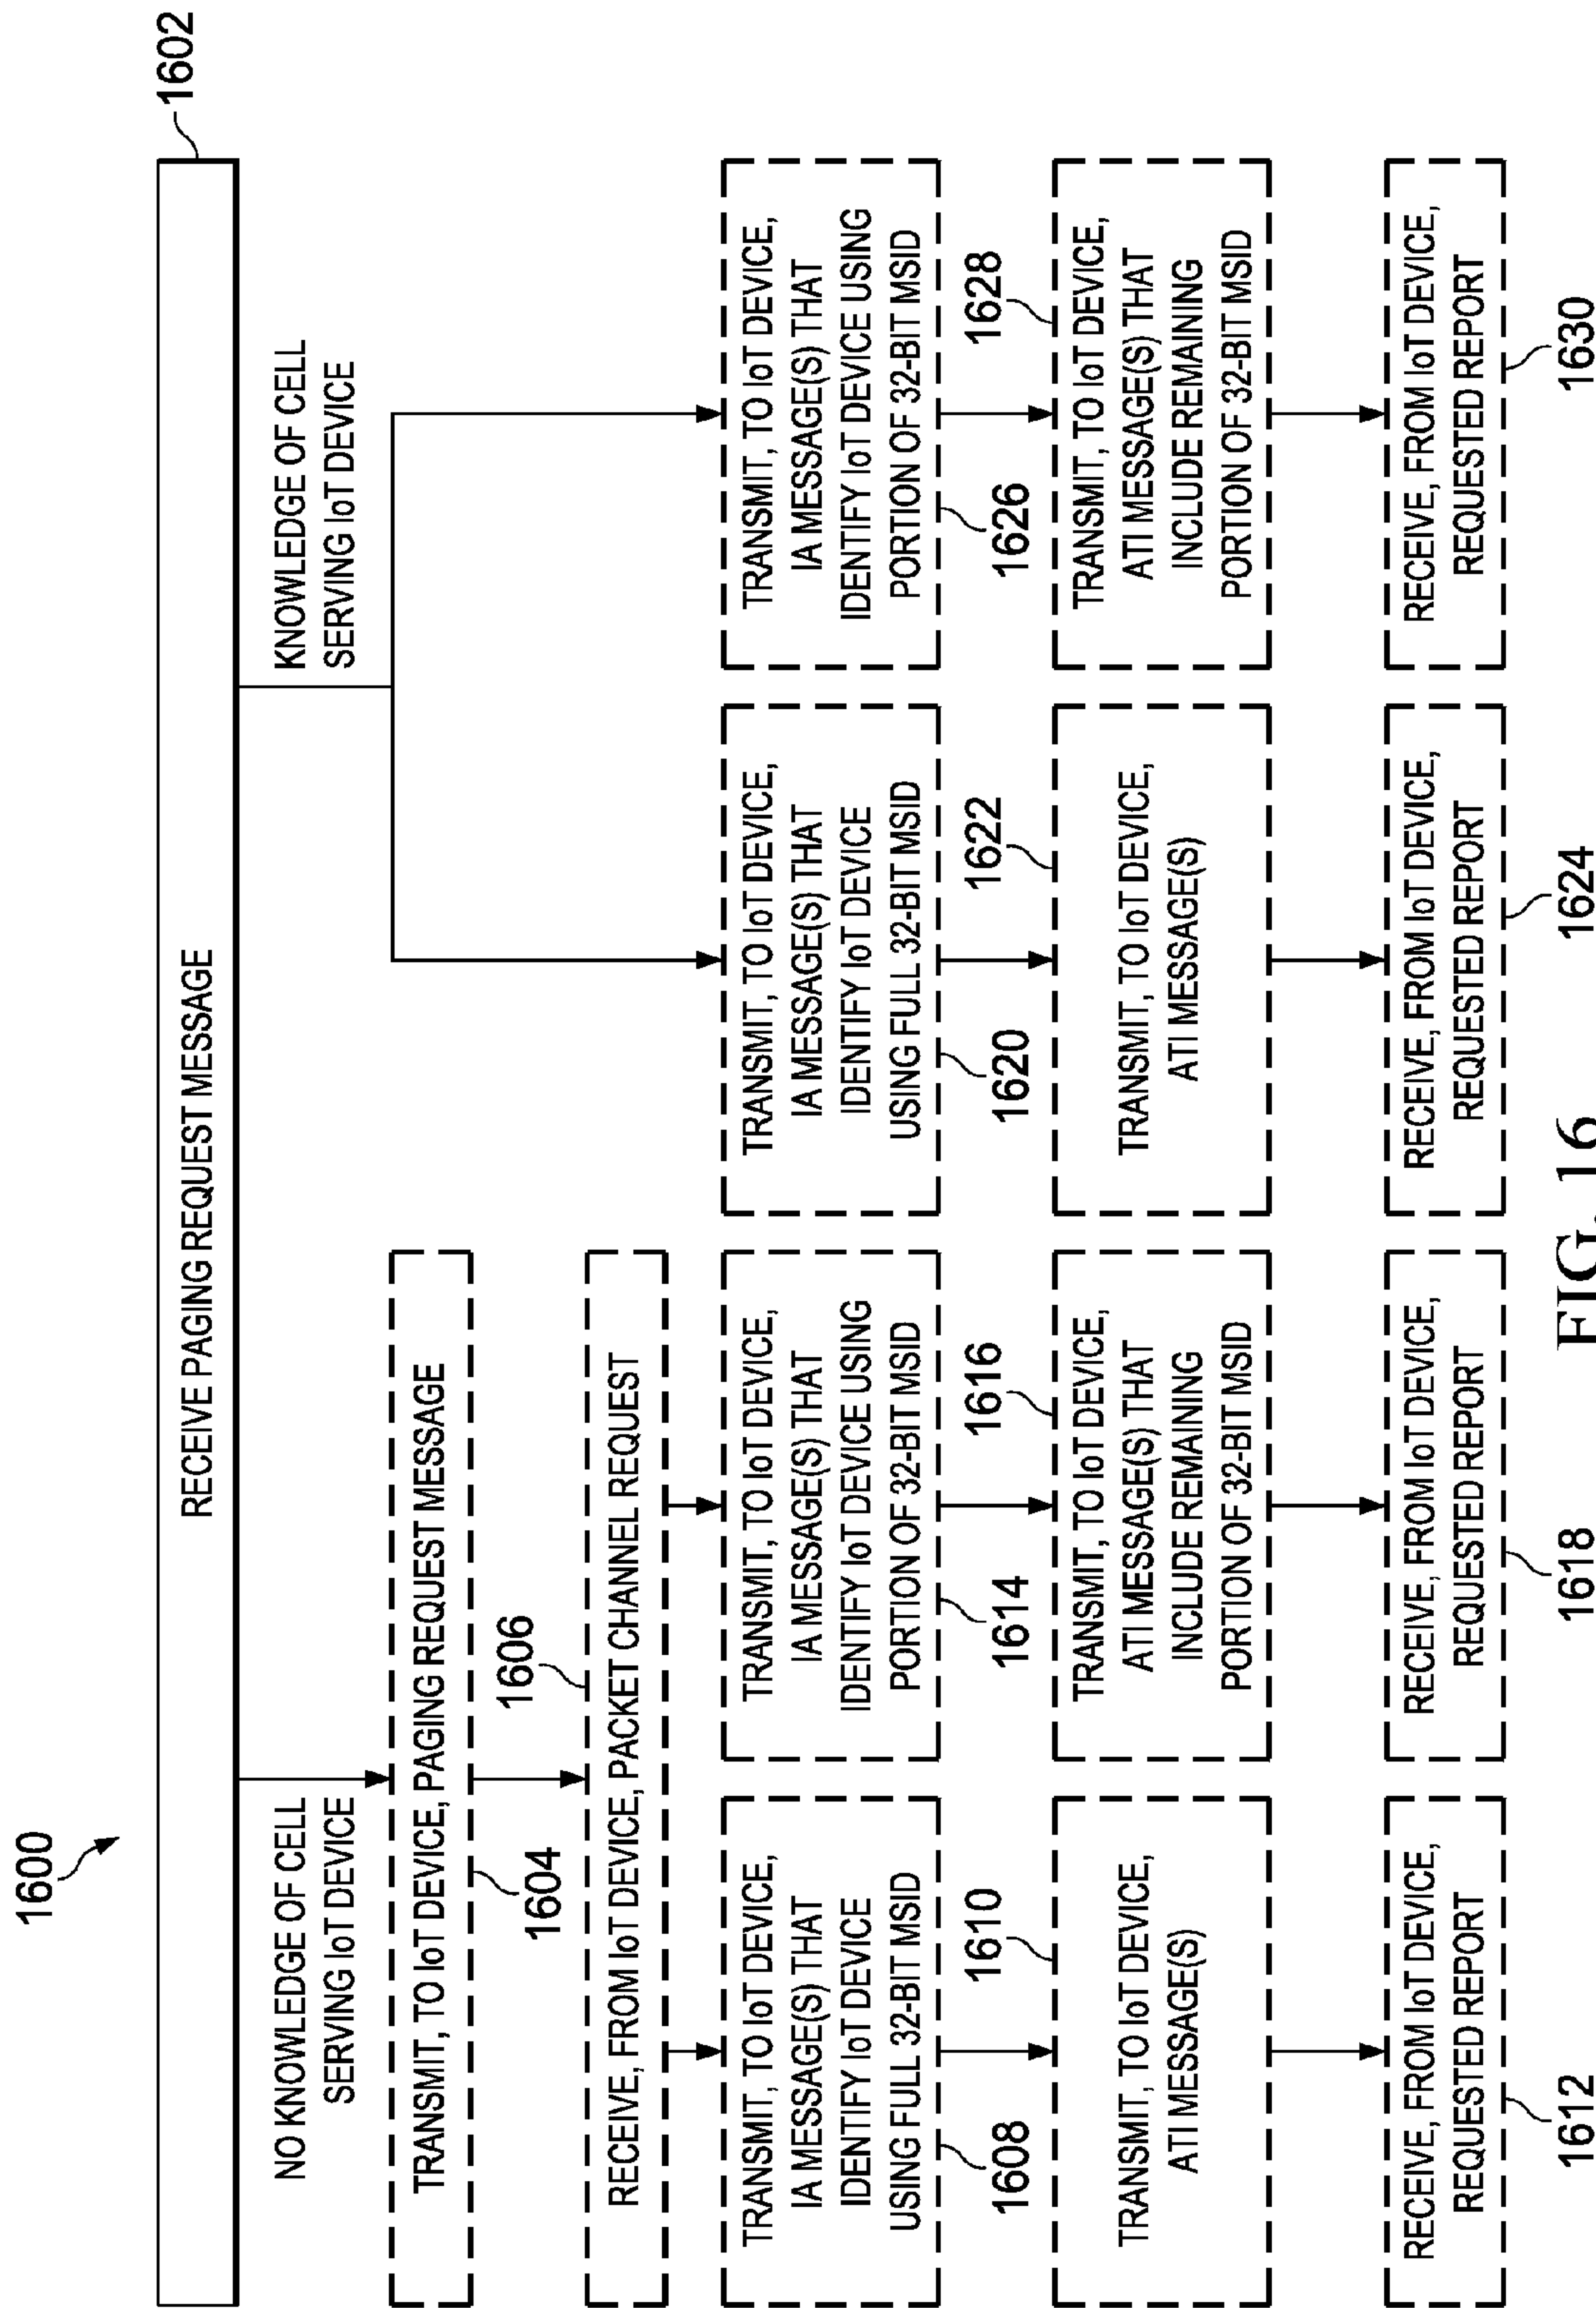 1600
RECEIVE PAGING REQUEST MESSAGE
1602
NO KNOWLEDGE OF CELL
SERVING IoT DEVICE
KNOWLEDGE OF CELL
SERVING IoT DEVICE
TRANSMIT, TO IoT DEVICE, PAGING REQUEST MESSAGE
1604
1606
RECEIVE, FROM IoT DEVICE, PACKET CHANNEL REQUEST
TRANSMIT, TO IoT DEVICE,
IA MESSAGE(S) THAT
IDENTIFY IoT DEVICE
USING FULL 32-BIT MSID
1608
1610
TRANSMIT, TO IoT DEVICE,
ATI MESSAGE(S)
RECEIVE, FROM IoT DEVICE,
REQUESTED REPORT
1612
TRANSMIT, TO IoT DEVICE,
IA MESSAGE(S) THAT
IDENTIFY IoT DEVICE USING
PORTION OF 32-BIT MSID
1614
1616
TRANSMIT, TO IoT DEVICE,
ATI MESSAGE(S) THAT
INCLUDE REMAINING
PORTION OF 32-BIT MSID
RECEIVE, FROM IoT DEVICE,
REQUESTED REPORT
1618
TRANSMIT, TO IoT DEVICE,
IA MESSAGE(S) THAT
IDENTIFY IoT DEVICE
USING FULL 32-BIT MSID
1620
1622
TRANSMIT, TO IoT DEVICE,
ATI MESSAGE(S)
RECEIVE, FROM IoT DEVICE,
REQUESTED REPORT
1624
TRANSMIT, TO IoT DEVICE,
IA MESSAGE(S) THAT
IDENTIFY IoT DEVICE USING
PORTION OF 32-BIT MSID
1626
1628
TRANSMIT, TO IoT DEVICE,
ATI MESSAGE(S) THAT
INCLUDE REMAINING
PORTION OF 32-BIT MSID
RECEIVE, FROM IoT DEVICE,
REQUESTED REPORT
1630
FIG. 16